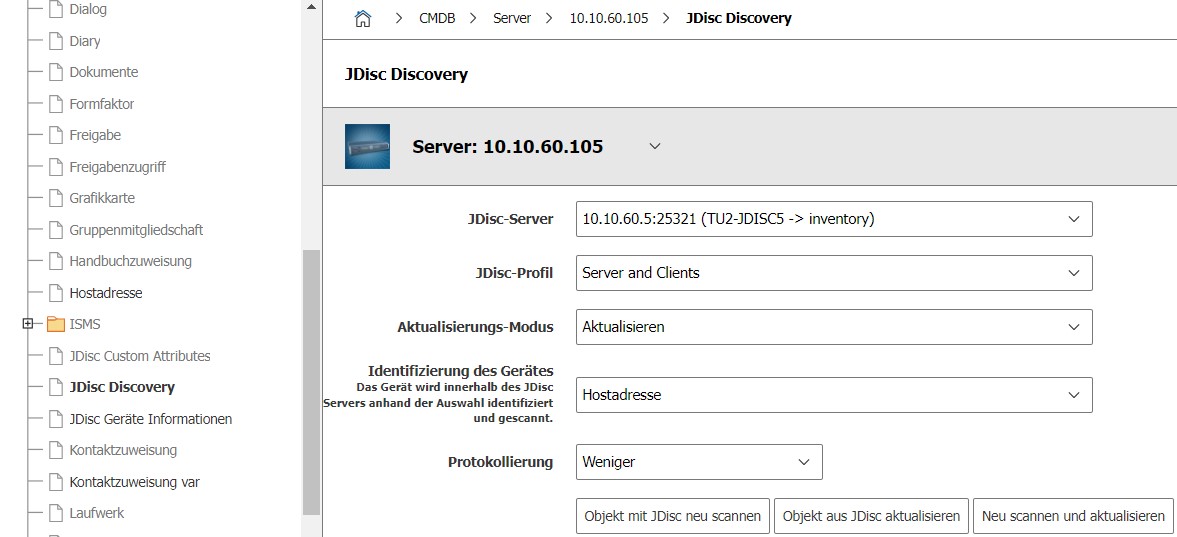 Dialog
Diary
Dokumente
Formfaktor
Freigabe
Freigabenzugriff
Grafikkarte
Gruppenmitgliedschaft
Handbuchzuweisung
Hostadresse
ISMS
JDisc Custom Attributes
JDisc Discovery
JDisc Geräte Informationen
Kontaktzuweisung
Kontaktzuweisung var
Laufwerk
CMDB > Server > 10.10.60.105 > JDisc Discovery
JDisc Discovery
Server: 10.10.60.105
JDisc-Server 10.10.60.5:25321 (TU2-JDISC5 -> inventory)
JDisc-Profil Server and Clients
Aktualisierungs-Modus Aktualisieren
Identifizierung des Gerätes
Das Gerät wird innerhalb des JDisc
Servers anhand der Auswahl identifiziert
und gescannt.
Hostadresse
Protokollierung Weniger
Objekt mit JDisc neu scannen Objekt aus JDisc aktualisieren Neu scannen und aktualisieren